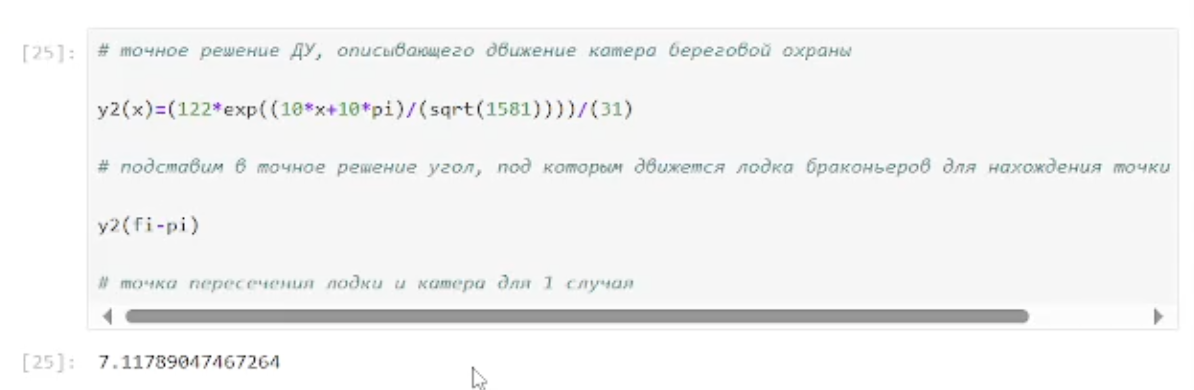 [25]: # точное решение ДУ, описывающего движение катера береговой охраны
y2(x)=(122*exp((10*x+10*pi)/(sqrt(1581))))/(31)
# подставим в точное решение угол, под которым движется лодка браконьеров для нахождения точки
y2(fi-pi)
# точка пересечения лодки и катера для 1 случая
[25]: 7.11789047467264